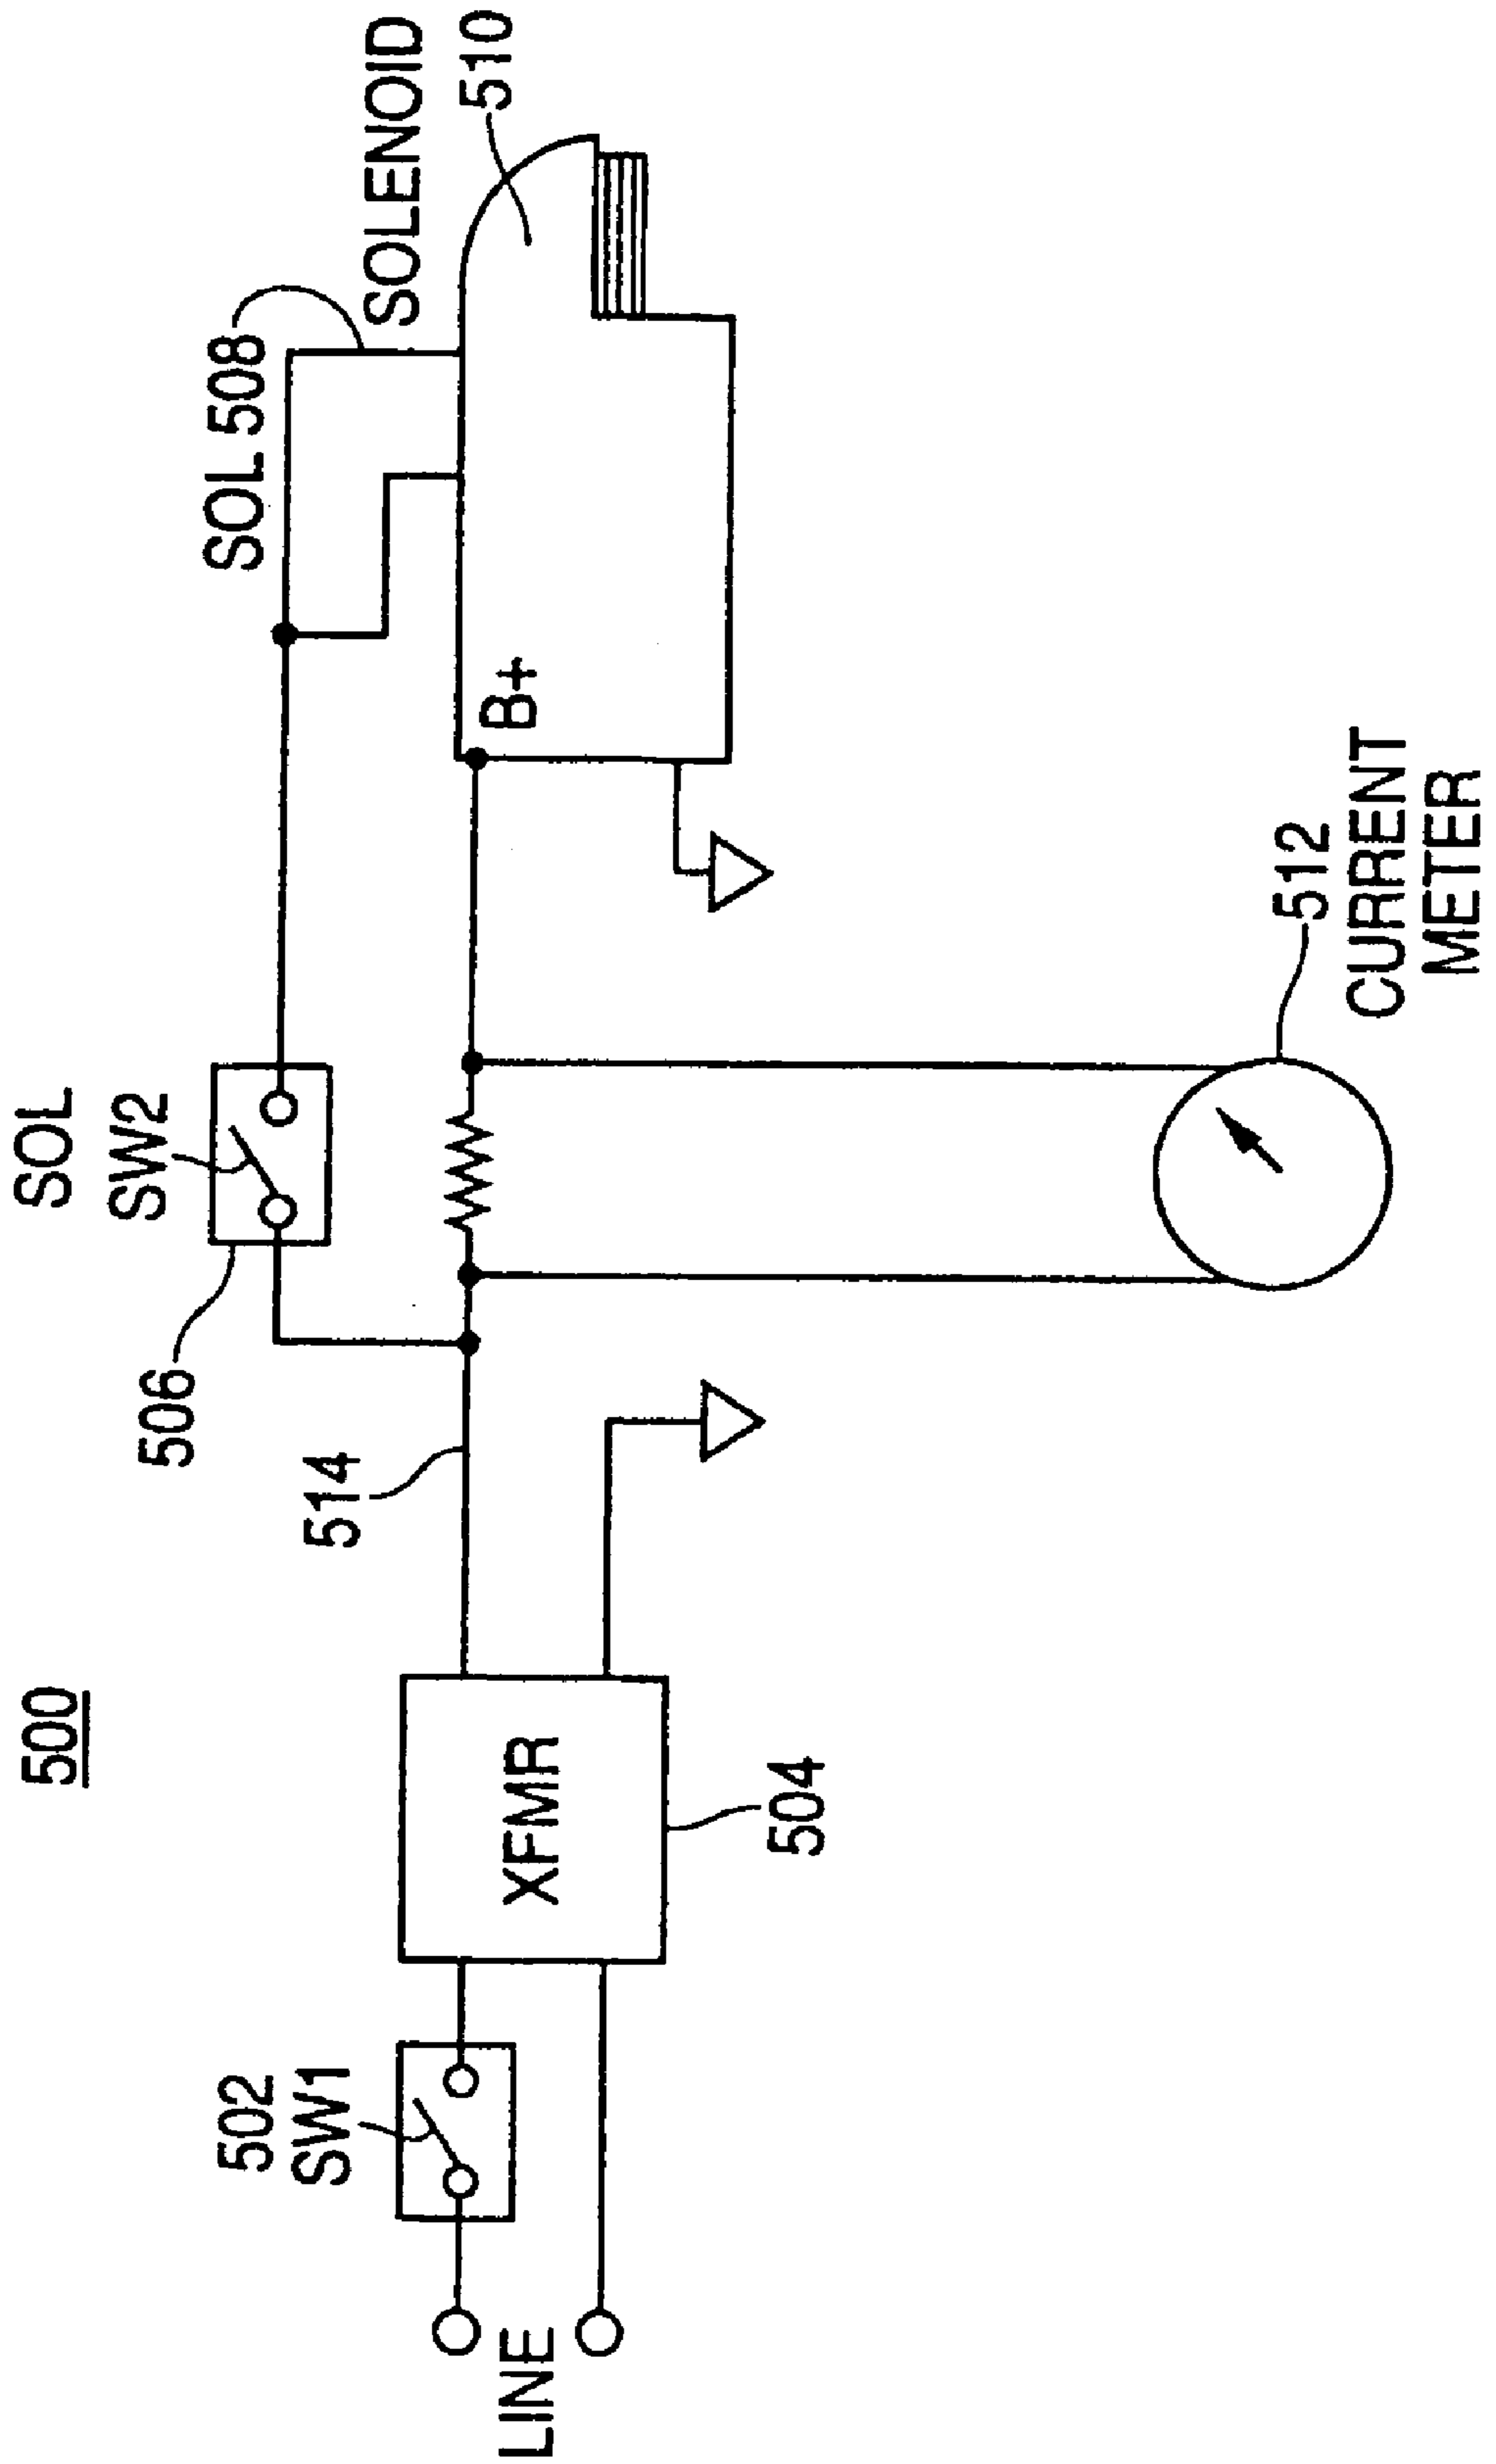 500
SOL
SW2
506
514
SOL 508
SOLENOID
510
B+
502
SW1
LINE
XFMR
504
512
CURRENT
METER